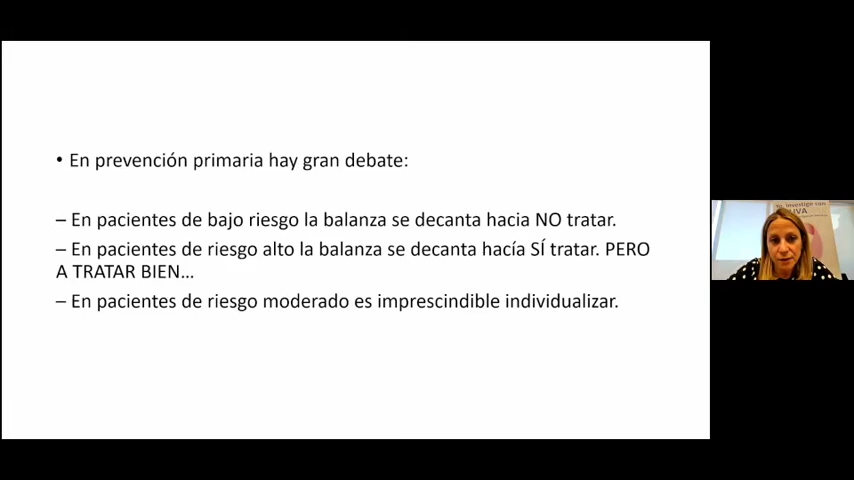 • En prevención primaria hay gran debate:
– En pacientes de bajo riesgo la balanza se decanta hacia NO tratar.
– En pacientes de riesgo alto la balanza se decanta hacía SÍ tratar. PERO
A TRATAR BIEN...
– En pacientes de riesgo moderado es imprescindible individualizar.
investigo con